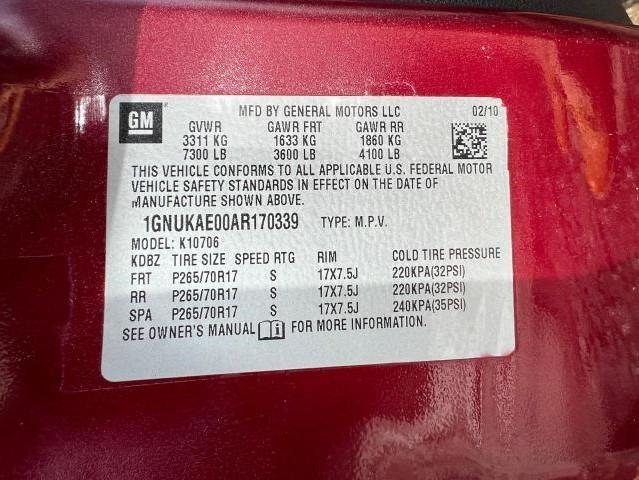 GM MFD BY GENERAL MOTORS LLC 02/10
GVWR GAWR FRT GAWR RR
3311 KG 1633 KG 1860 KG
7300 LB 3600 LB 4100 LB
THIS VEHICLE CONFORMS TO ALL APPLICABLE U.S. FEDERAL MOTOR
VEHICLE SAFETY STANDARDS IN EFFECT ON THE DATE OF
MANUFACTURE SHOWN ABOVE.
1GNUKAE00AR170339 TYPE: M.P.V.
MODEL: K10706
KDBZ TIRE SIZE SPEED RTG RIM COLD TIRE PRESSURE
FRT P265/70R17 S 17X7.5J 220KPA(32PSI)
RR P265/70R17 S 17X7.5J 220KPA(32PSI)
SPA P265/70R17 S 17X7.5J 240KPA(35PSI)
SEE OWNER'S MANUAL FOR MORE INFORMATION.